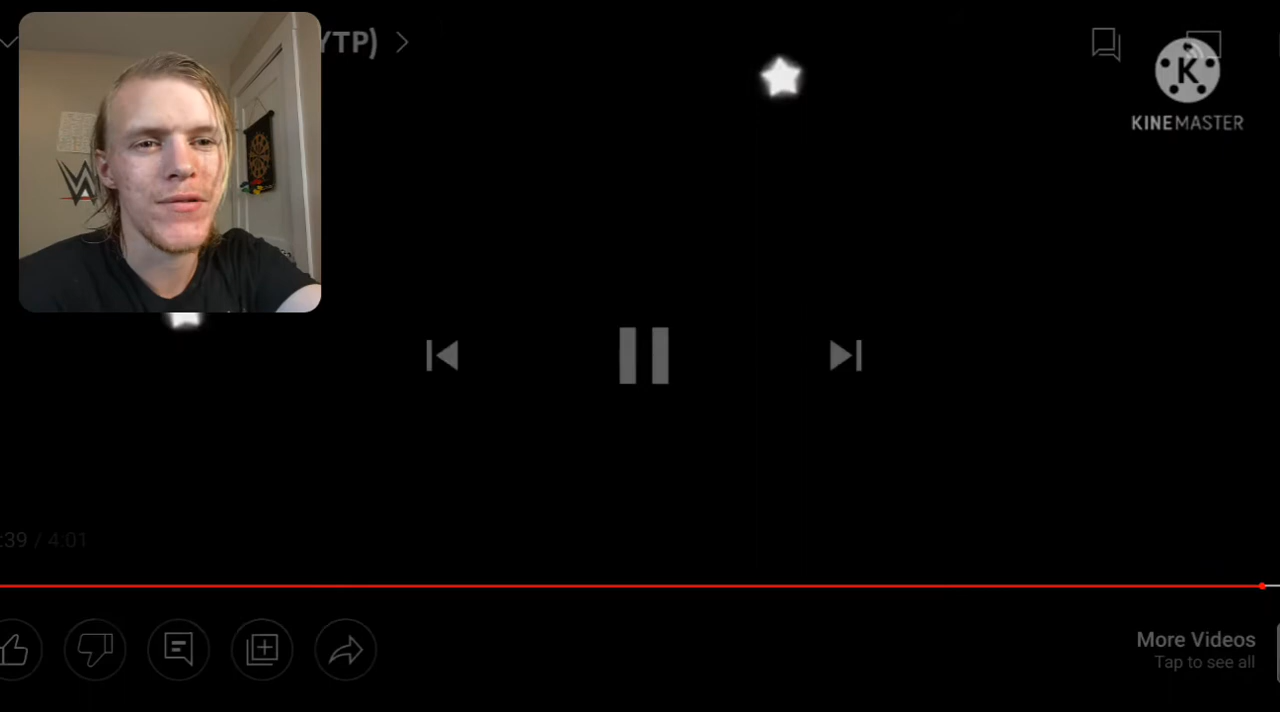 YTP)
K
KINEMASTER
W
:39 / 4:01
More Videos
Tap to see all